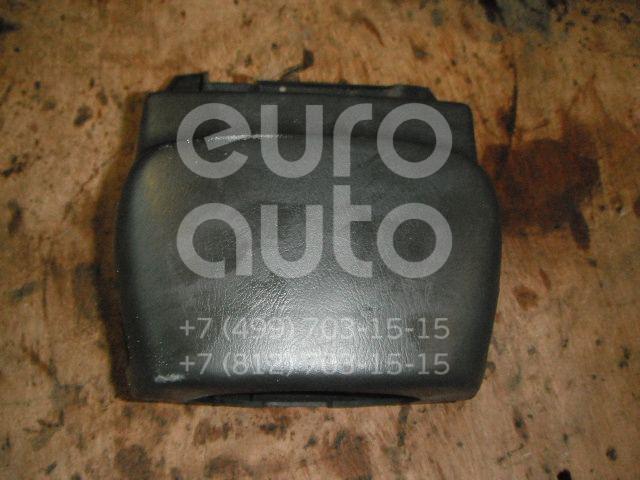 euro
auto
+7 (499) 703-15-15
+7 (812) 703-15-15